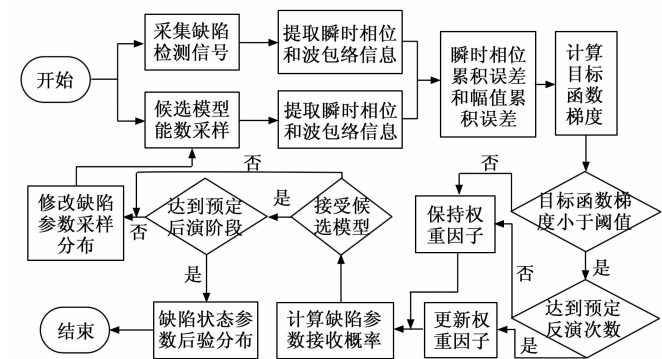 开始
采集缺陷
检测信号
提取瞬时相位
和波包络信息
候选模型
能数采样
提取瞬时相位
和波包络信息
瞬时相位
累积误差
和幅值累
积误差
计算
目标
函数
梯度
目标函数梯
度小于阈值
否
是
保持权
重因子
否
达到预定
反演次数
是
更新权
重因子
计算缺陷参
数接收概率
接受候
选模型
否
是
达到预定
后演阶段
否
修改缺陷
参数采样
分布
是
缺陷状态参
数后验分布
结束